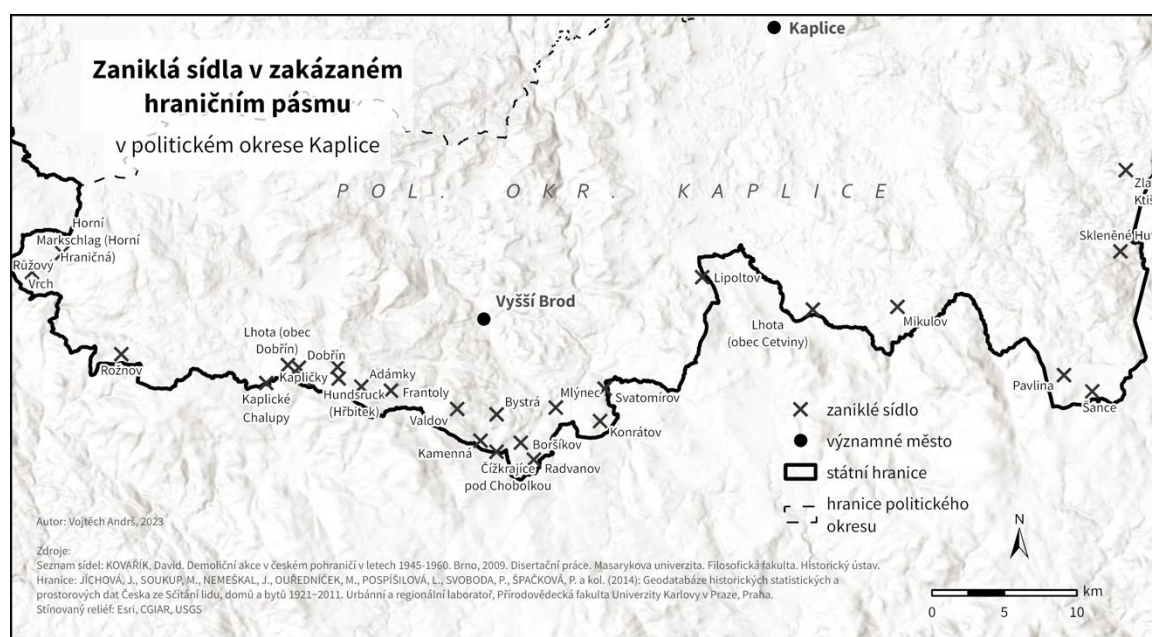 Kaplice
Zaniklá sídla v zakázaném
hraničním pásmu
v politickém okrese Kaplice
POL. OKR. KAPLICE
Horní
Markschlag (Horní
Hraničná)
Růžový
Vrch
Rožnov
Lhota (obec
Dobřín)
Dobřín
Kapličky
Kaplické
Chalupy
Hundsruck
(Hřbitek)
Adámky
Frantoly
Vyšší Brod
Valdov
Bystrá
Mlýnec
Svatomírov
Kamenná
Boršíkov
Konrátov
Čížkrajice
pod Chobolkou
Radvanov
Lipoltov
Lhota
(obec Cetviny)
Mikulov
Skleněné Hut
Pavlina
Šance
zaniklé sídlo
významné město
státní hranice
hranice politického
okresu
N
km
0 5 10
Autor: Vojtěch Andrš, 2023
Zdroje:
Seznam sídel: KOVAŘÍK, David. Demoliční akce v českém pohraničí v letech 1945-1960. Brno, 2009. Disertační práce. Masarykova univerzita. Filosofická fakulta. Historický ústav.
Hranice: JÍCHOVÁ, J., SOUKUP, M., NEMEŠKAL, J., OUŘEDNÍČEK, M., POSPÍŠILOVÁ, L., SVOBODA, P., ŠPAČKOVÁ, P. a kol. (2014): Geodatabáze historických statistických a
prostorových dat Česka ze Sčítání lidu, domů a bytů 1921–2011. Urbánní a regionální laboratoř, Přírodovědecká fakulta Univerzity Karlovy v Praze, Praha.
Stínovaný reliéf: Esri, CGIAR, USGS